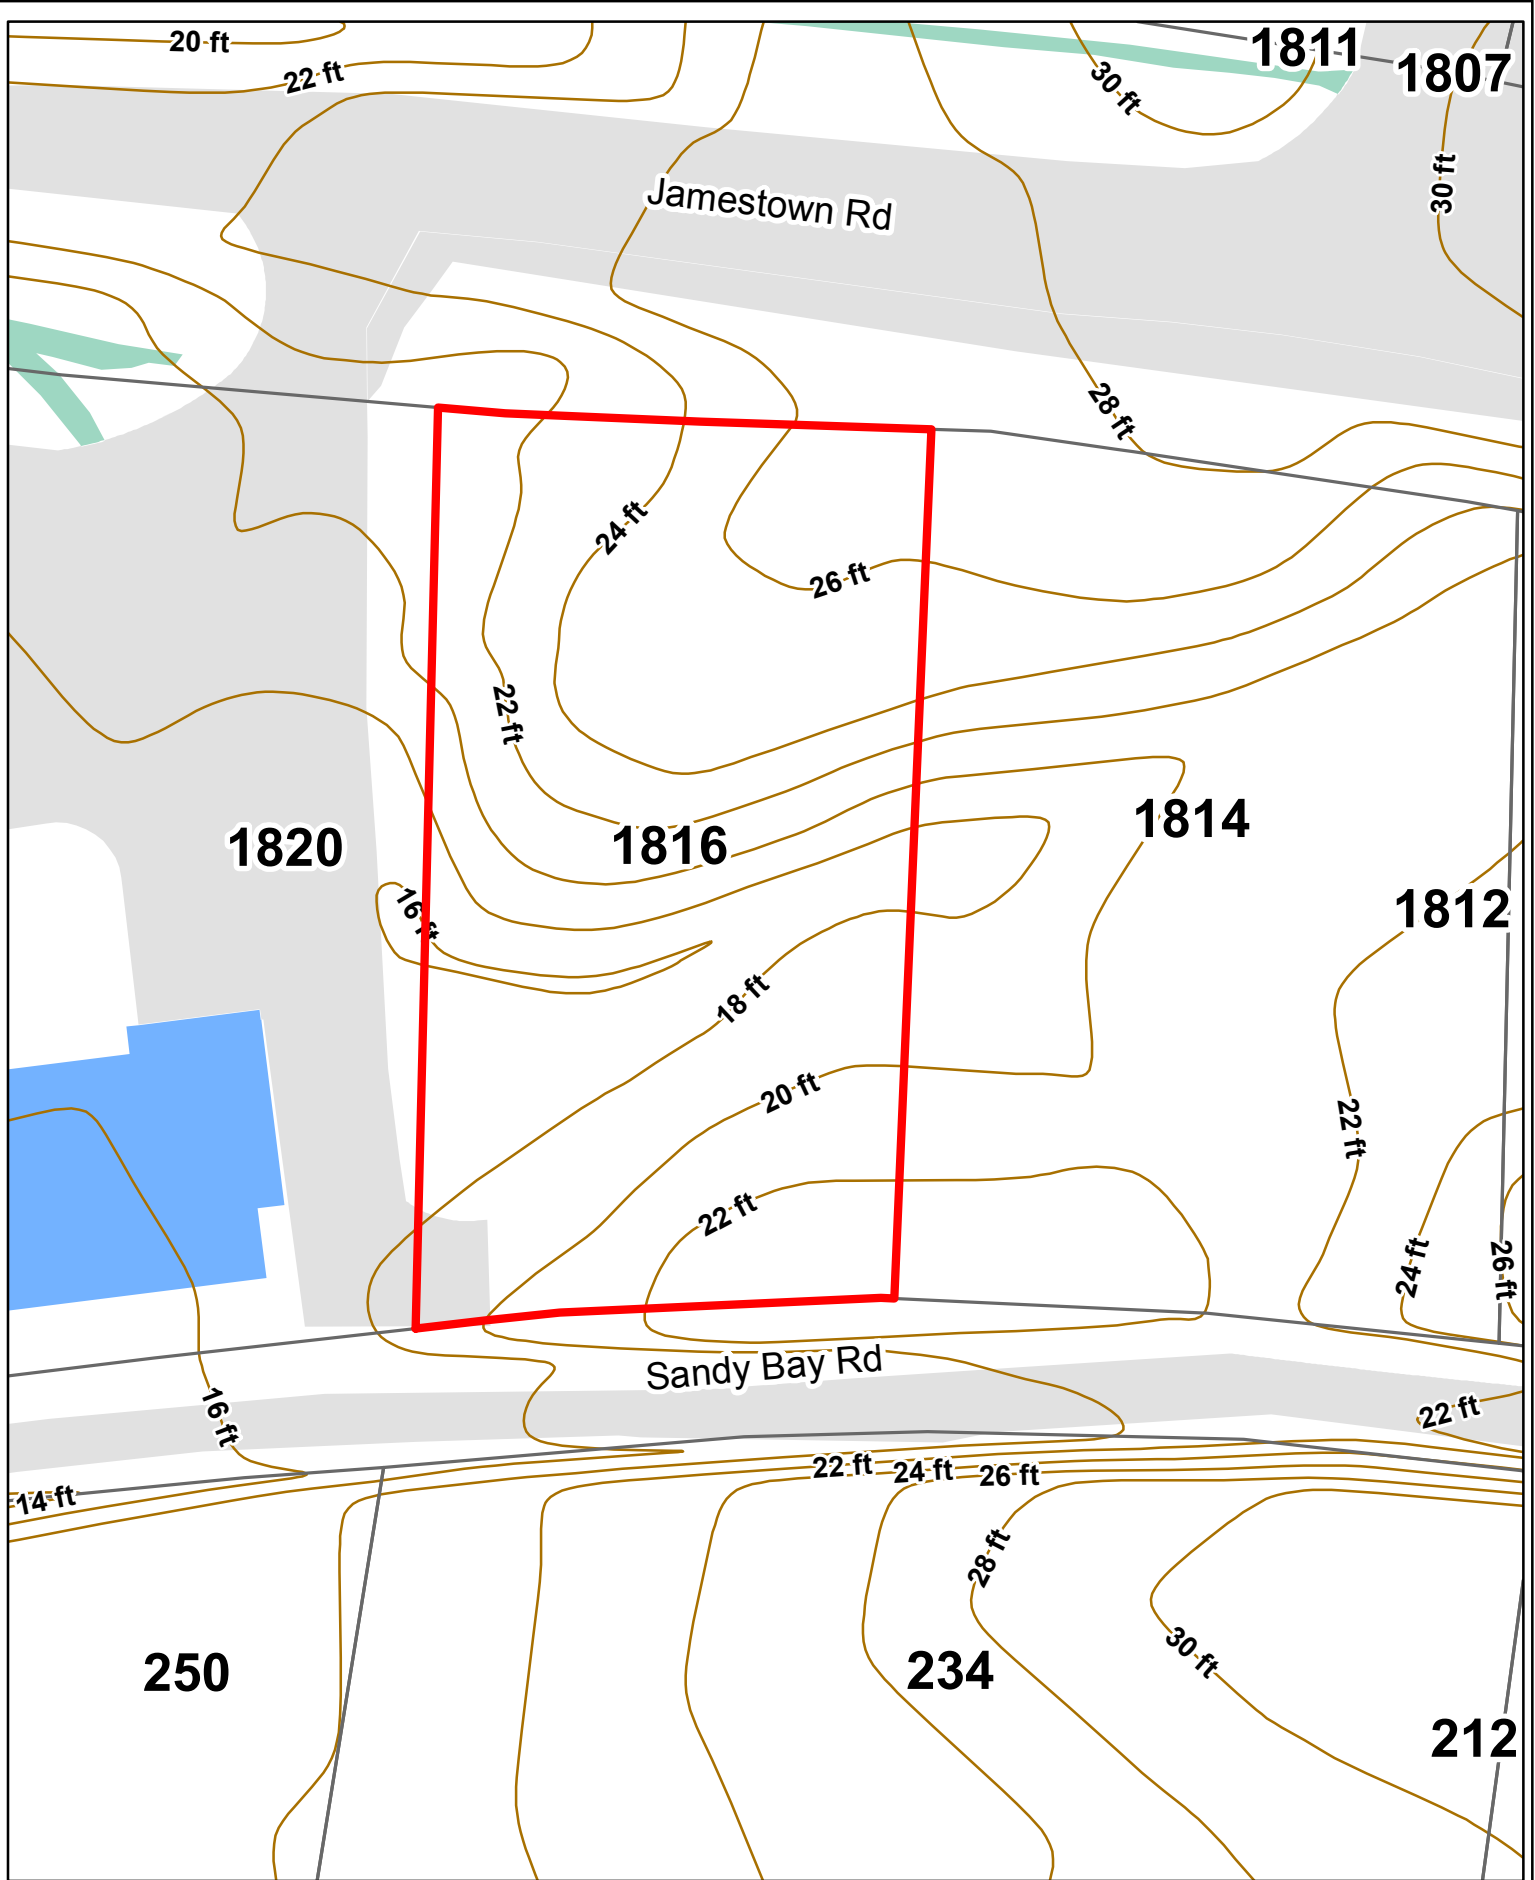 20 ft
22 ft
30 ft
1811
1807
30 ft
Jamestown Rd
28 ft
24 ft
26 ft
22 ft
1820
1816
1814
1812
16 ft
18 ft
20 ft
22 ft
22 ft
24 ft
26 ft
Sandy Bay Rd
16 ft
22 ft
14 ft
22 ft
24 ft
26 ft
28 ft
30 ft
250
234
212